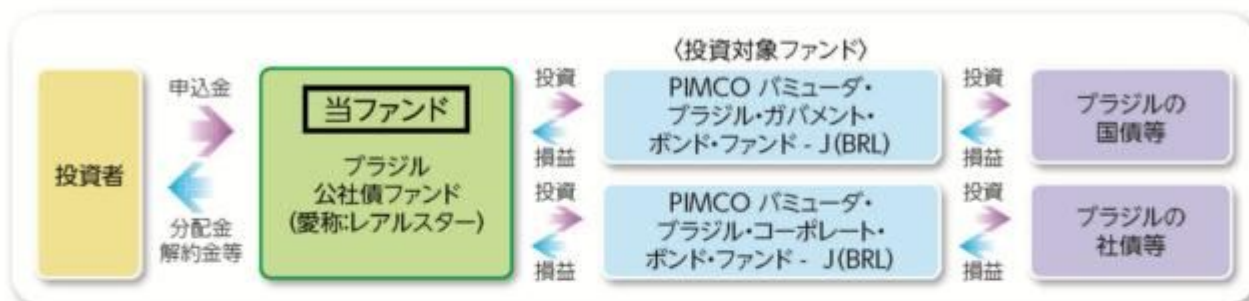 〈投資対象ファンド〉
投資者
申込金
分配金
解約金等
当ファンド
ブラジル
公社債ファンド
(愛称:レアルスター)
投資
損益
PIMCO バミューダ・
ブラジル・ガバメント・
ボンド・ファンド - J(BRL)
投資
損益
ブラジルの
国債等
投資
損益
PIMCO バミューダ・
ブラジル・コーポレート・
ボンド・ファンド - J(BRL)
投資
損益
ブラジルの
社債等